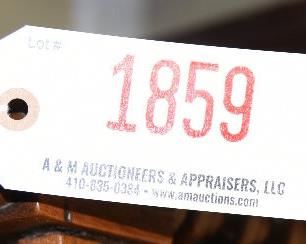 Lot #
1859
A & M AUCTIONEERS & APPRAISERS, LLC
410-835-0384 • www.amauctions.com